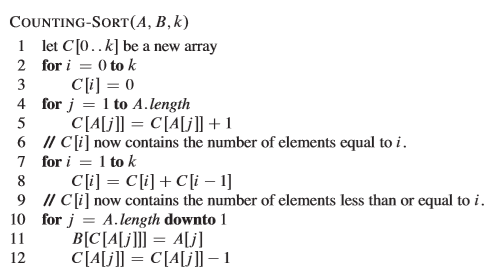 COUNTING-SORT(A, B, k)
1 let C[0..k] be a new array
2 for i = 0 to k
3 C[i] = 0
4 for j = 1 to A.length
5 C[A[j]] = C[A[j]] + 1
6 // C[i] now contains the number of elements equal to i.
7 for i = 1 to k
8 C[i] = C[i] + C[i − 1]
9 // C[i] now contains the number of elements less than or equal to i.
10 for j = A.length downto 1
11 B[C[A[j]]] = A[j]
12 C[A[j]] = C[A[j]] − 1